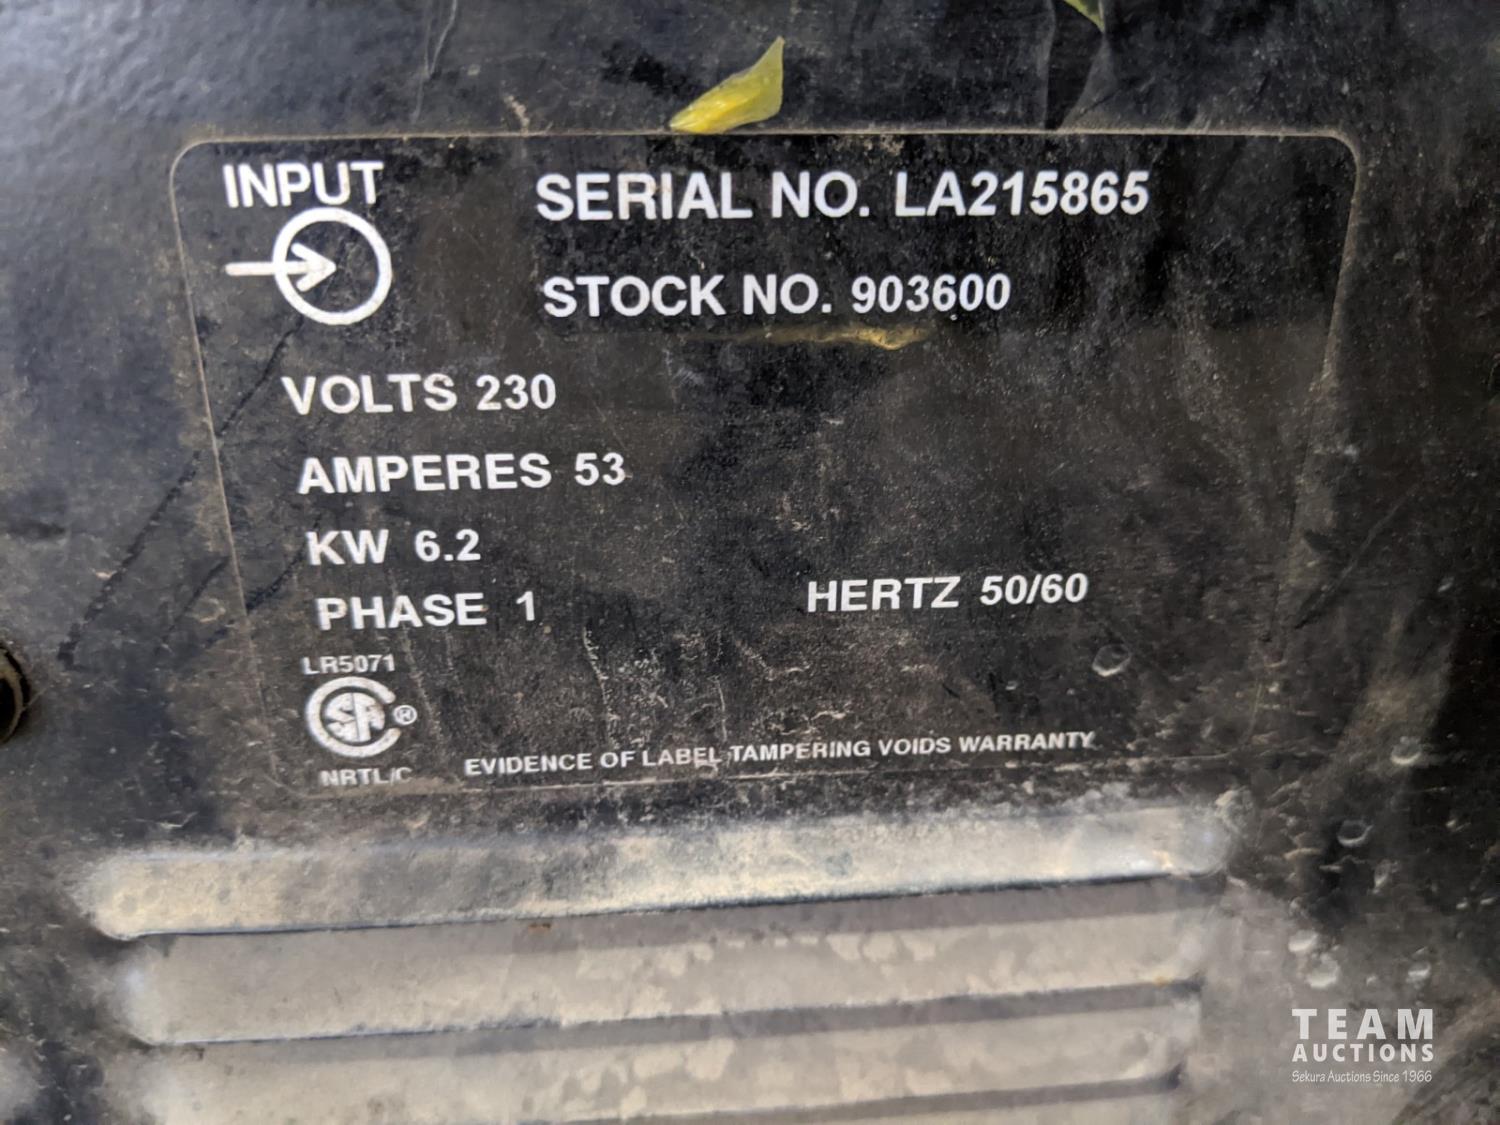 INPUT
SERIAL NO. LA215865
STOCK NO. 903600
VOLTS 230
AMPERES 53
KW 6.2
PHASE 1
HERTZ 50/60
LR5071
SA ®
NRTL/C
EVIDENCE OF LABEL TAMPERING VOIDS WARRANTY
TEAM
AUCTIONS
Sekura Auctions Since 1966